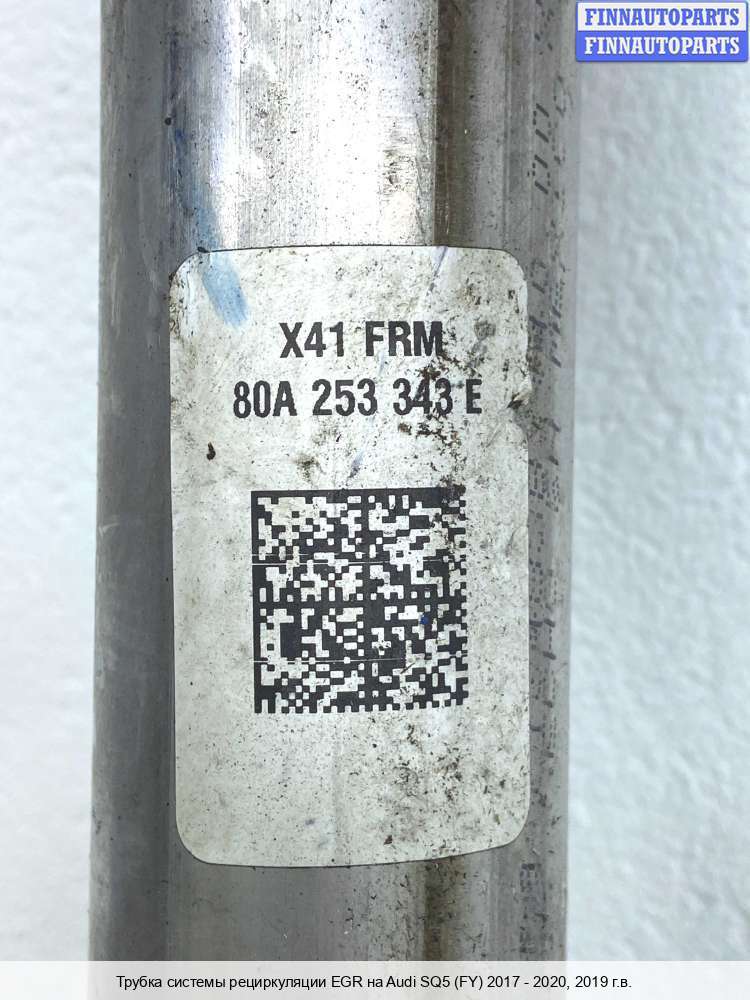 FINNAUTOPARTS
FINNAUTOPARTS
X41 FRM
80A 253 343 E
Трубка системы рециркуляции EGR на Audi SQ5 (FY) 2017 - 2020, 2019 г.в.